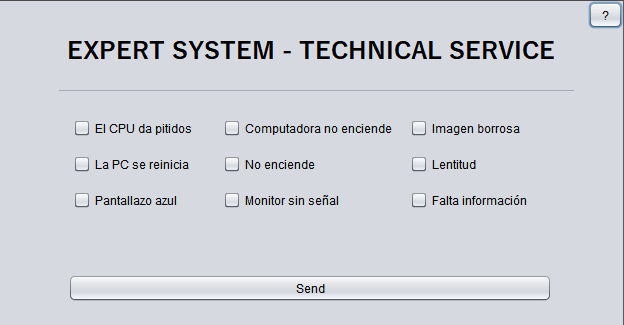 ?
EXPERT SYSTEM - TECHNICAL SERVICE
El CPU da pitidos
Computadora no enciende
Imagen borrosa
La PC se reinicia
No enciende
Lentitud
Pantallazo azul
Monitor sin señal
Falta información
Send